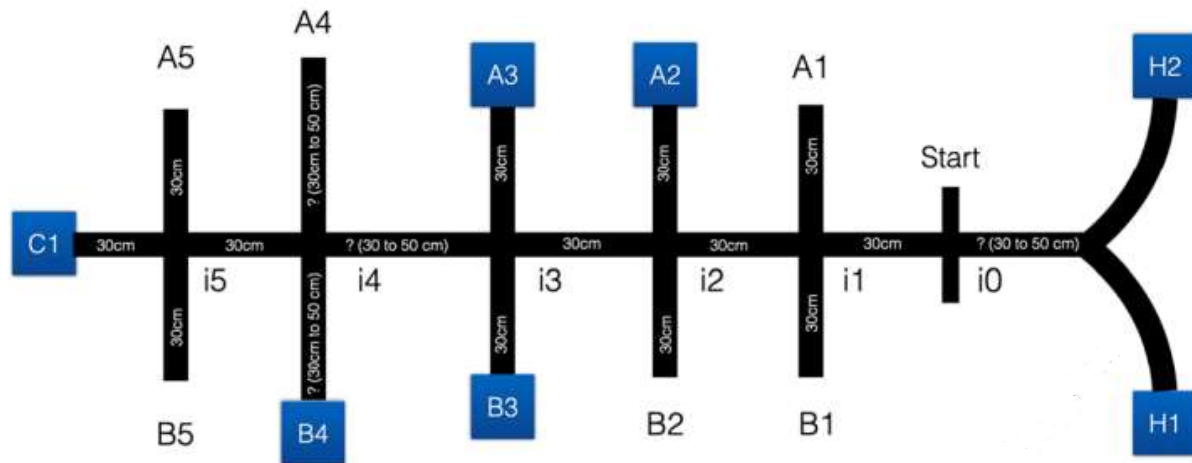 A4
H2
A5
A3
A2
A1
? (30cm to 50 cm)
30cm
30cm
30cm
30cm
Start
C1
30cm
30cm
? (30 to 50 cm)
30cm
30cm
30cm
? (30 to 50 cm)
i5
i4
i3
i2
i1
i0
30cm
? (30cm to 50 cm)
30cm
30cm
30cm
B5
B4
B3
B2
B1
H1